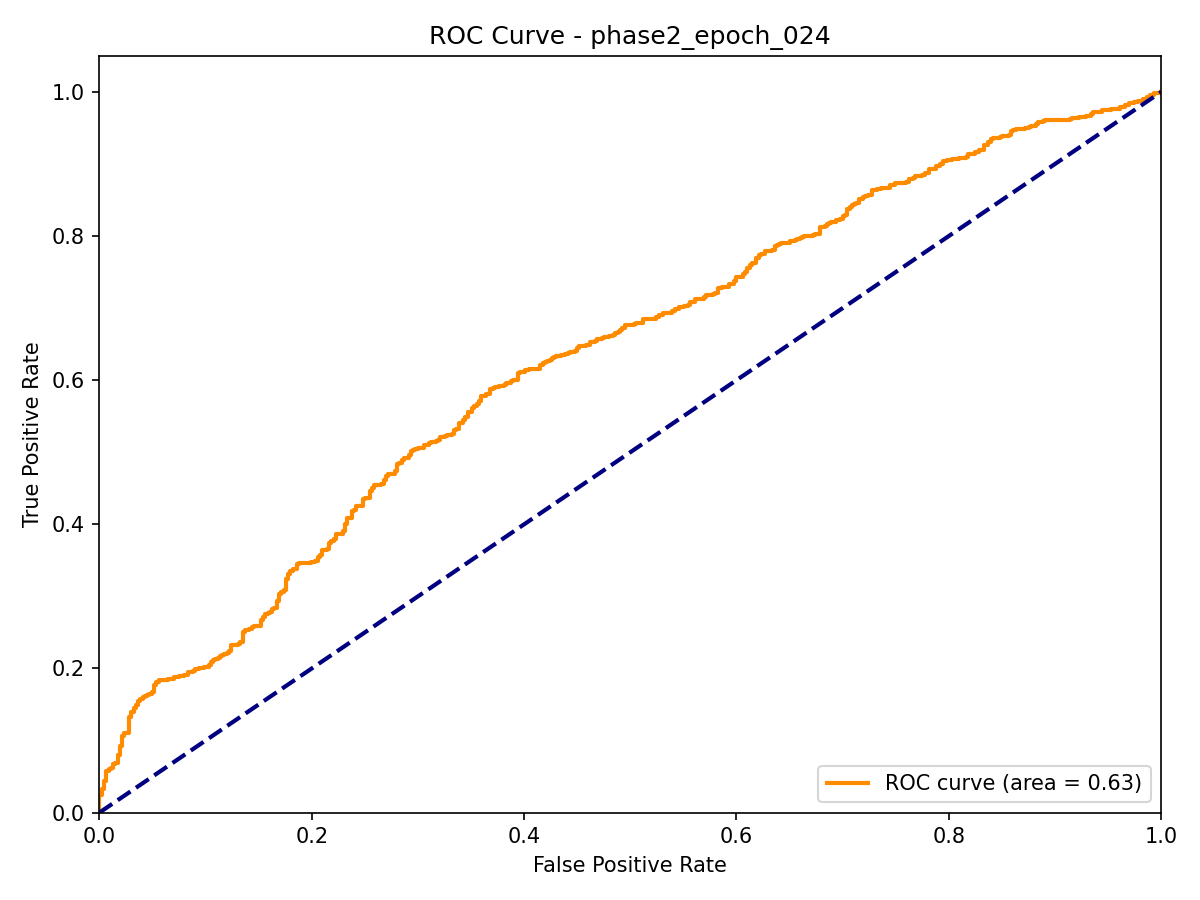 ROC Curve - phase2_epoch_024
True Positive Rate
1.0
0.8
0.6
0.4
0.2
0.0
0.0 0.2 0.4 0.6 0.8 1.0
False Positive Rate
ROC curve (area = 0.63)